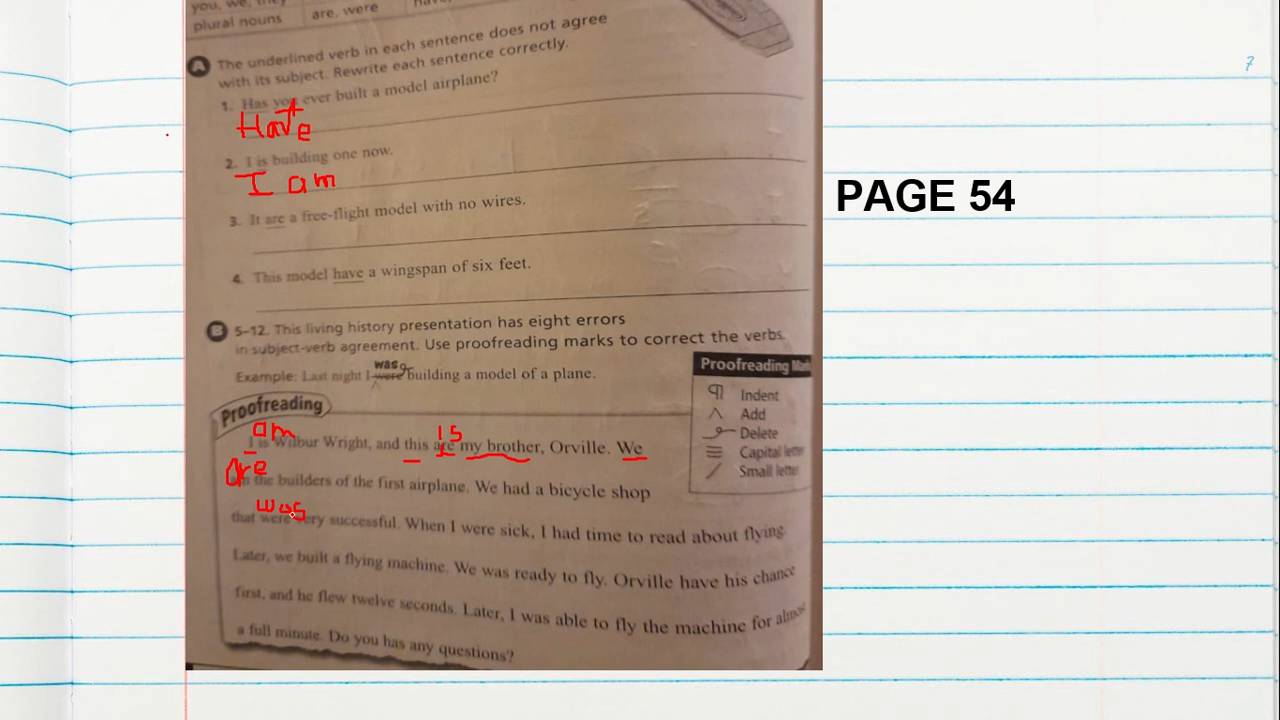 you, we, they
plural nouns are, were have,
A The underlined verb in each sentence does not agree
with its subject. Rewrite each sentence correctly.
1. Has you ever built a model airplane?
Have
2. I is building one now.
I am
3. It are a free-flight model with no wires.
4. This model have a wingspan of six feet.
B 5–12. This living history presentation has eight errors
in subject-verb agreement. Use proofreading marks to correct the verbs.
was
Example: Last night I were building a model of a plane.
Proofreading
am is
I is Wilbur Wright, and this are my brother, Orville. We
are
the builders of the first airplane. We had a bicycle shop
was
that were very successful. When I were sick, I had time to read about flying.
Later, we built a flying machine. We was ready to fly. Orville have his chance
first, and he flew twelve seconds. Later, I was able to fly the machine for almost
a full minute. Do you has any questions?
Proofreading
¶ Indent
^ Add
Delete
≡ Capital letter
/ Small letter
PAGE 54
7